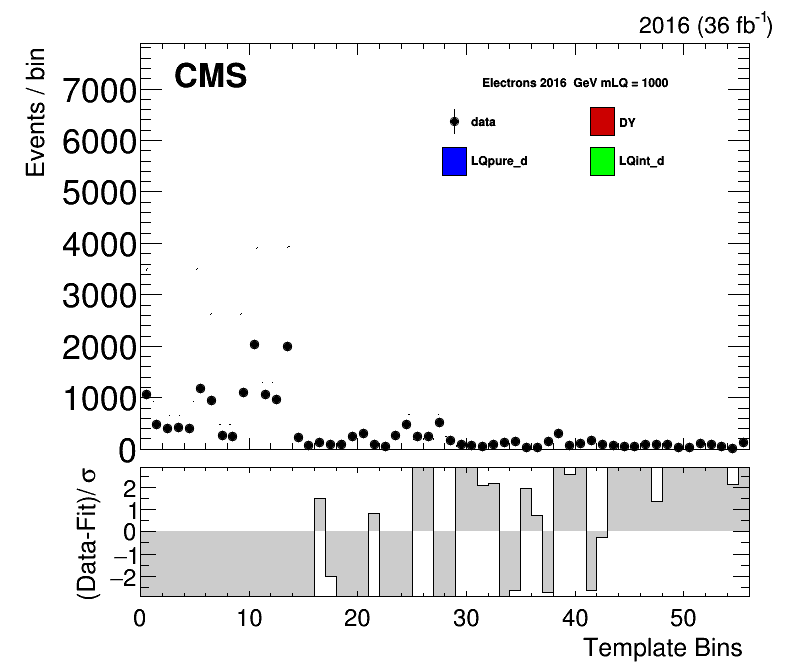 2016 (36 fb-1)
CMS
Electrons 2016 GeV mLQ = 1000
data
DY
LQpure_d
LQint_d
Events / bin
7000
6000
5000
4000
3000
2000
1000
0
(Data-Fit)/ σ
2
1
0
−1
−2
0 10 20 30 40 50
Template Bins